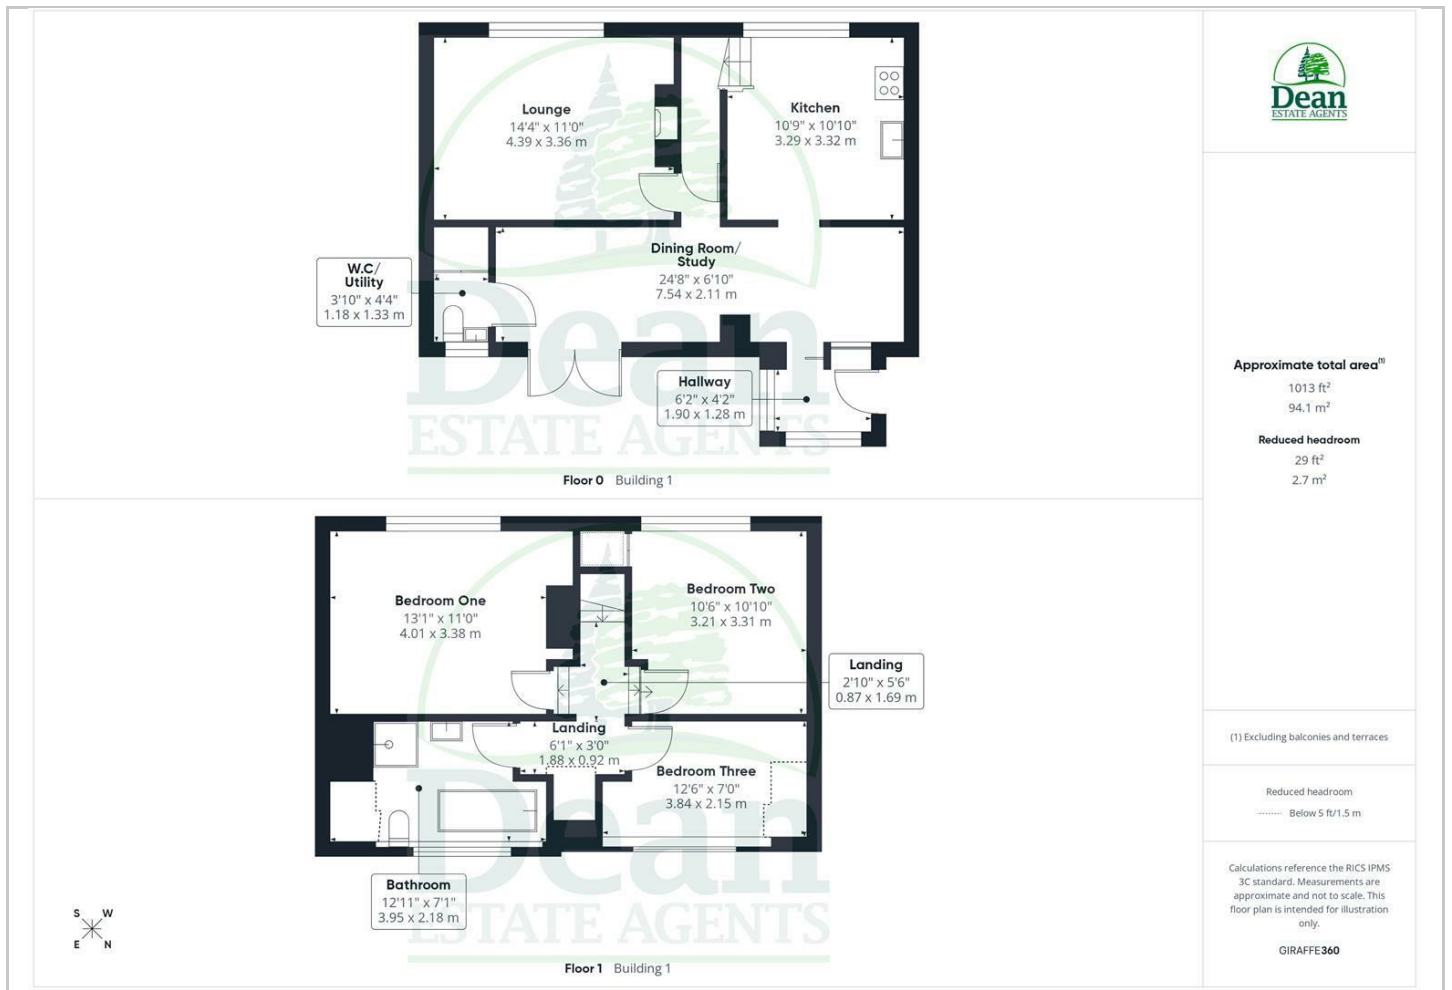 Lounge
14'4" x 11'0"
4.39 x 3.36 m
Kitchen
10'9" x 10'10"
3.29 x 3.32 m
Dining Room/
Study
24'8" x 6'10"
7.54 x 2.11 m
W.C/
Utility
3'10" x 4'4"
1.18 x 1.33 m
Hallway
6'2" x 4'2"
1.90 x 1.28 m
Dean
ESTATE AGENTS
Floor 0 Building 1
Bedroom One
13'1" x 11'0"
4.01 x 3.38 m
Bedroom Two
10'6" x 10'10"
3.21 x 3.31 m
Landing
2'10" x 5'6"
0.87 x 1.69 m
Landing
6'1" x 3'0"
1.88 x 0.92 m
Bedroom Three
12'6" x 7'0"
3.84 x 2.15 m
Bathroom
12'11" x 7'1"
3.95 x 2.18 m
Dean
ESTATE AGENTS
S W
E N
Floor 1 Building 1
Dean
ESTATE AGENTS
Approximate total area(1)
1013 ft²
94.1 m²
Reduced headroom
29 ft²
2.7 m²
(1) Excluding balconies and terraces
Reduced headroom
Below 5 ft/1.5 m
Calculations reference the RICS IPMS
3C standard. Measurements are
approximate and not to scale. This
floor plan is intended for illustration
only.
GIRAFFE360